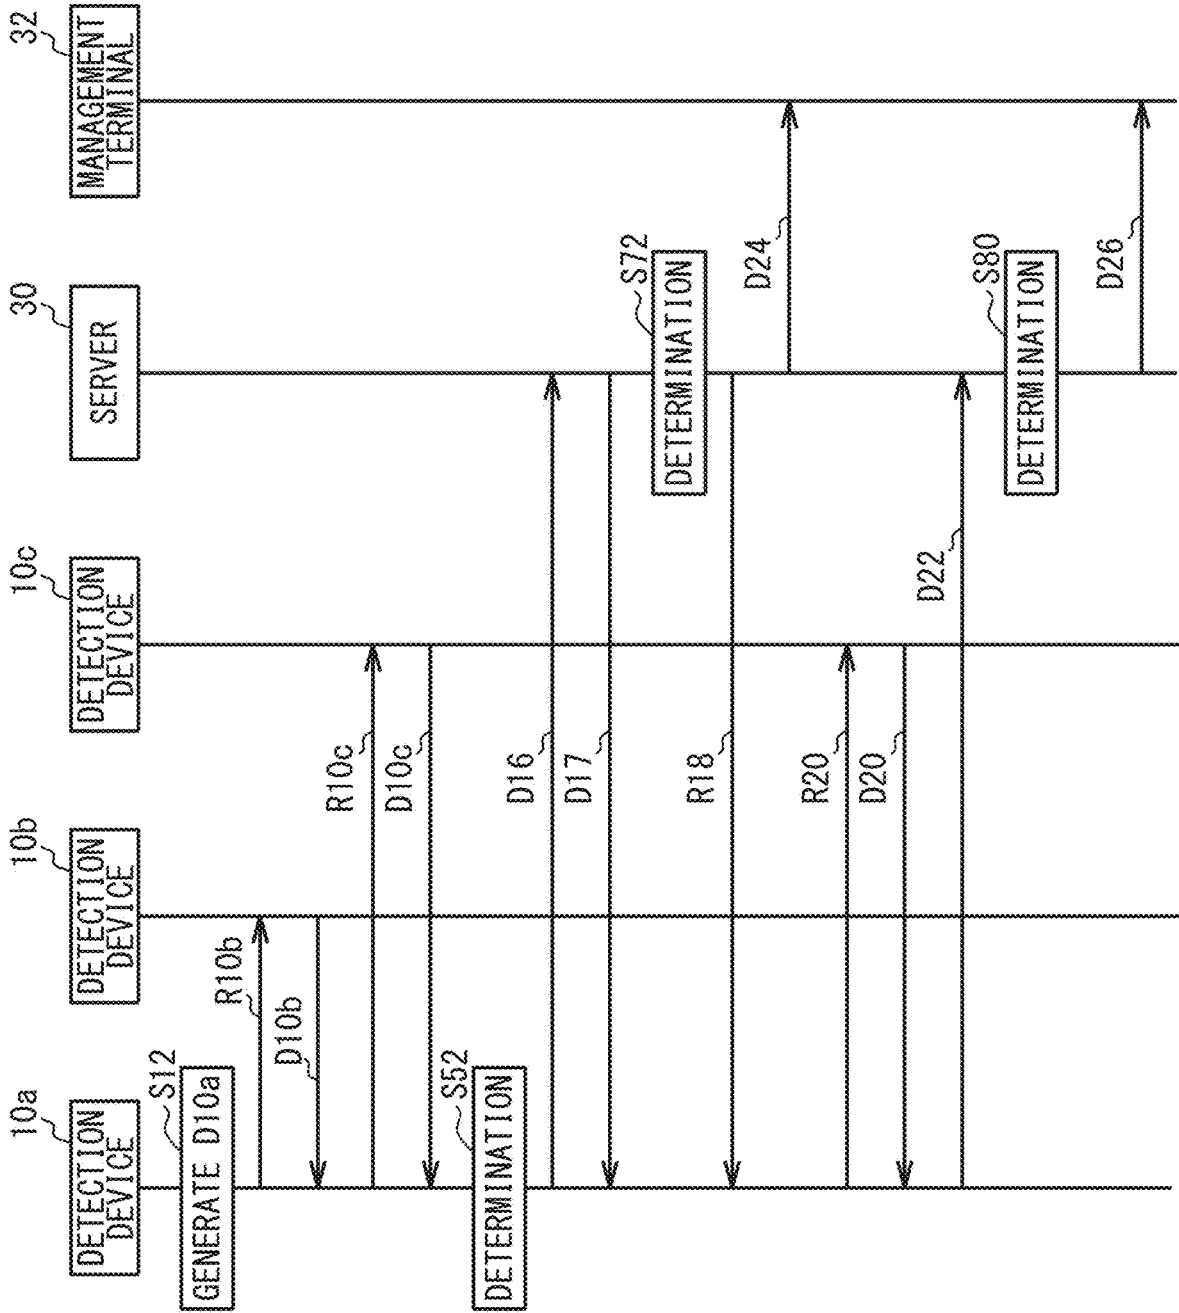 10a
DETECTION
DEVICE
10b
DETECTION
DEVICE
10c
DETECTION
DEVICE
30
SERVER
32
MANAGEMENT
TERMINAL
S12
GENERATE D10a
R10b
D10b
R10c
D10c
S52
DETERMINATION
D16
D17
S72
DETERMINATION
R18
D24
R20
D20
D22
S80
DETERMINATION
D26